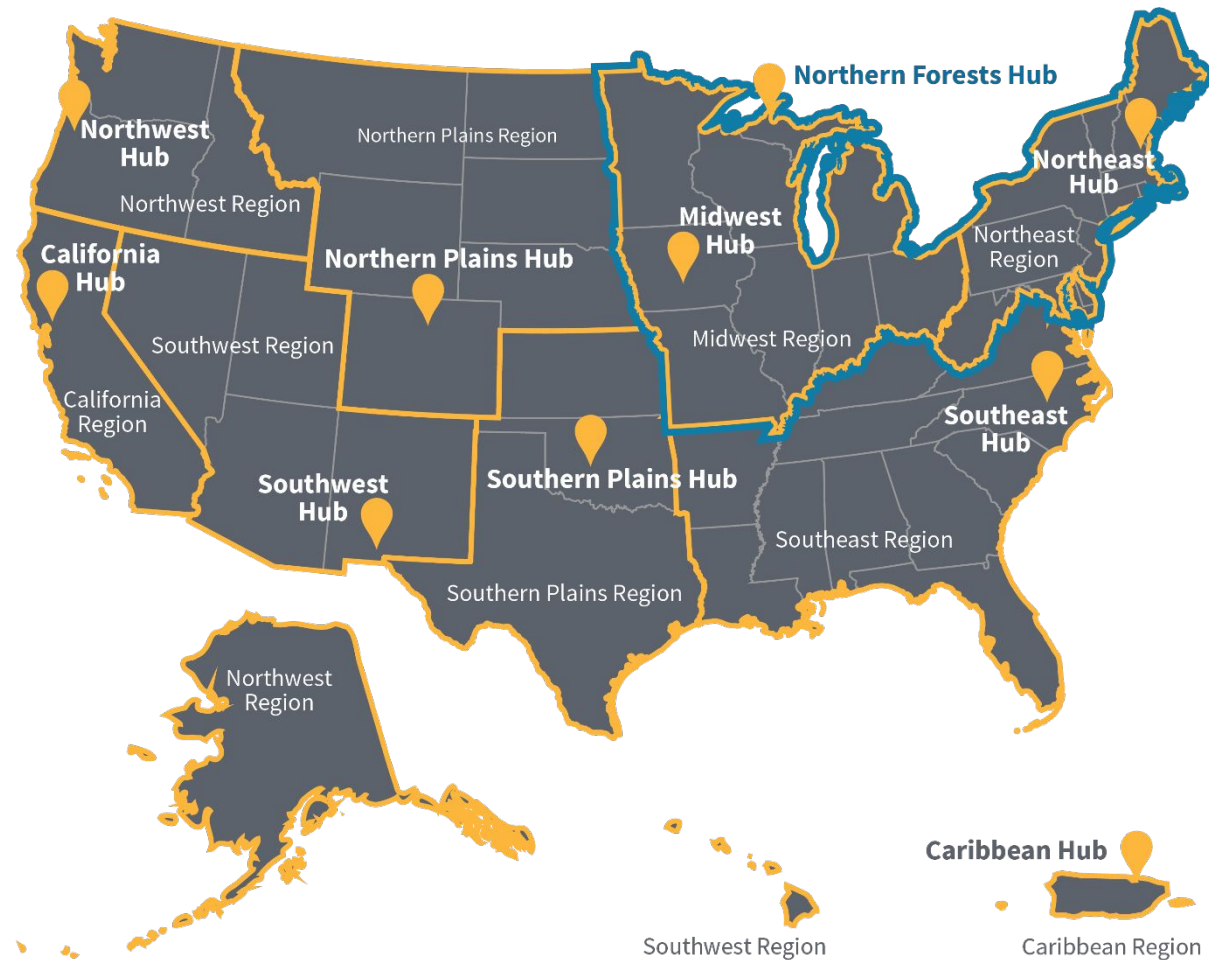 Northern Forests Hub
Northwest
Hub
Northern Plains Region
Northeast
Hub
Northwest Region
Midwest
Hub
Northeast
Region
California
Hub
Northern Plains Hub
Southwest Region
Midwest Region
California
Region
Southeast
Hub
Southwest
Hub
Southern Plains Hub
Southeast Region
Southern Plains Region
Northwest
Region
Caribbean Hub
Southwest Region
Caribbean Region